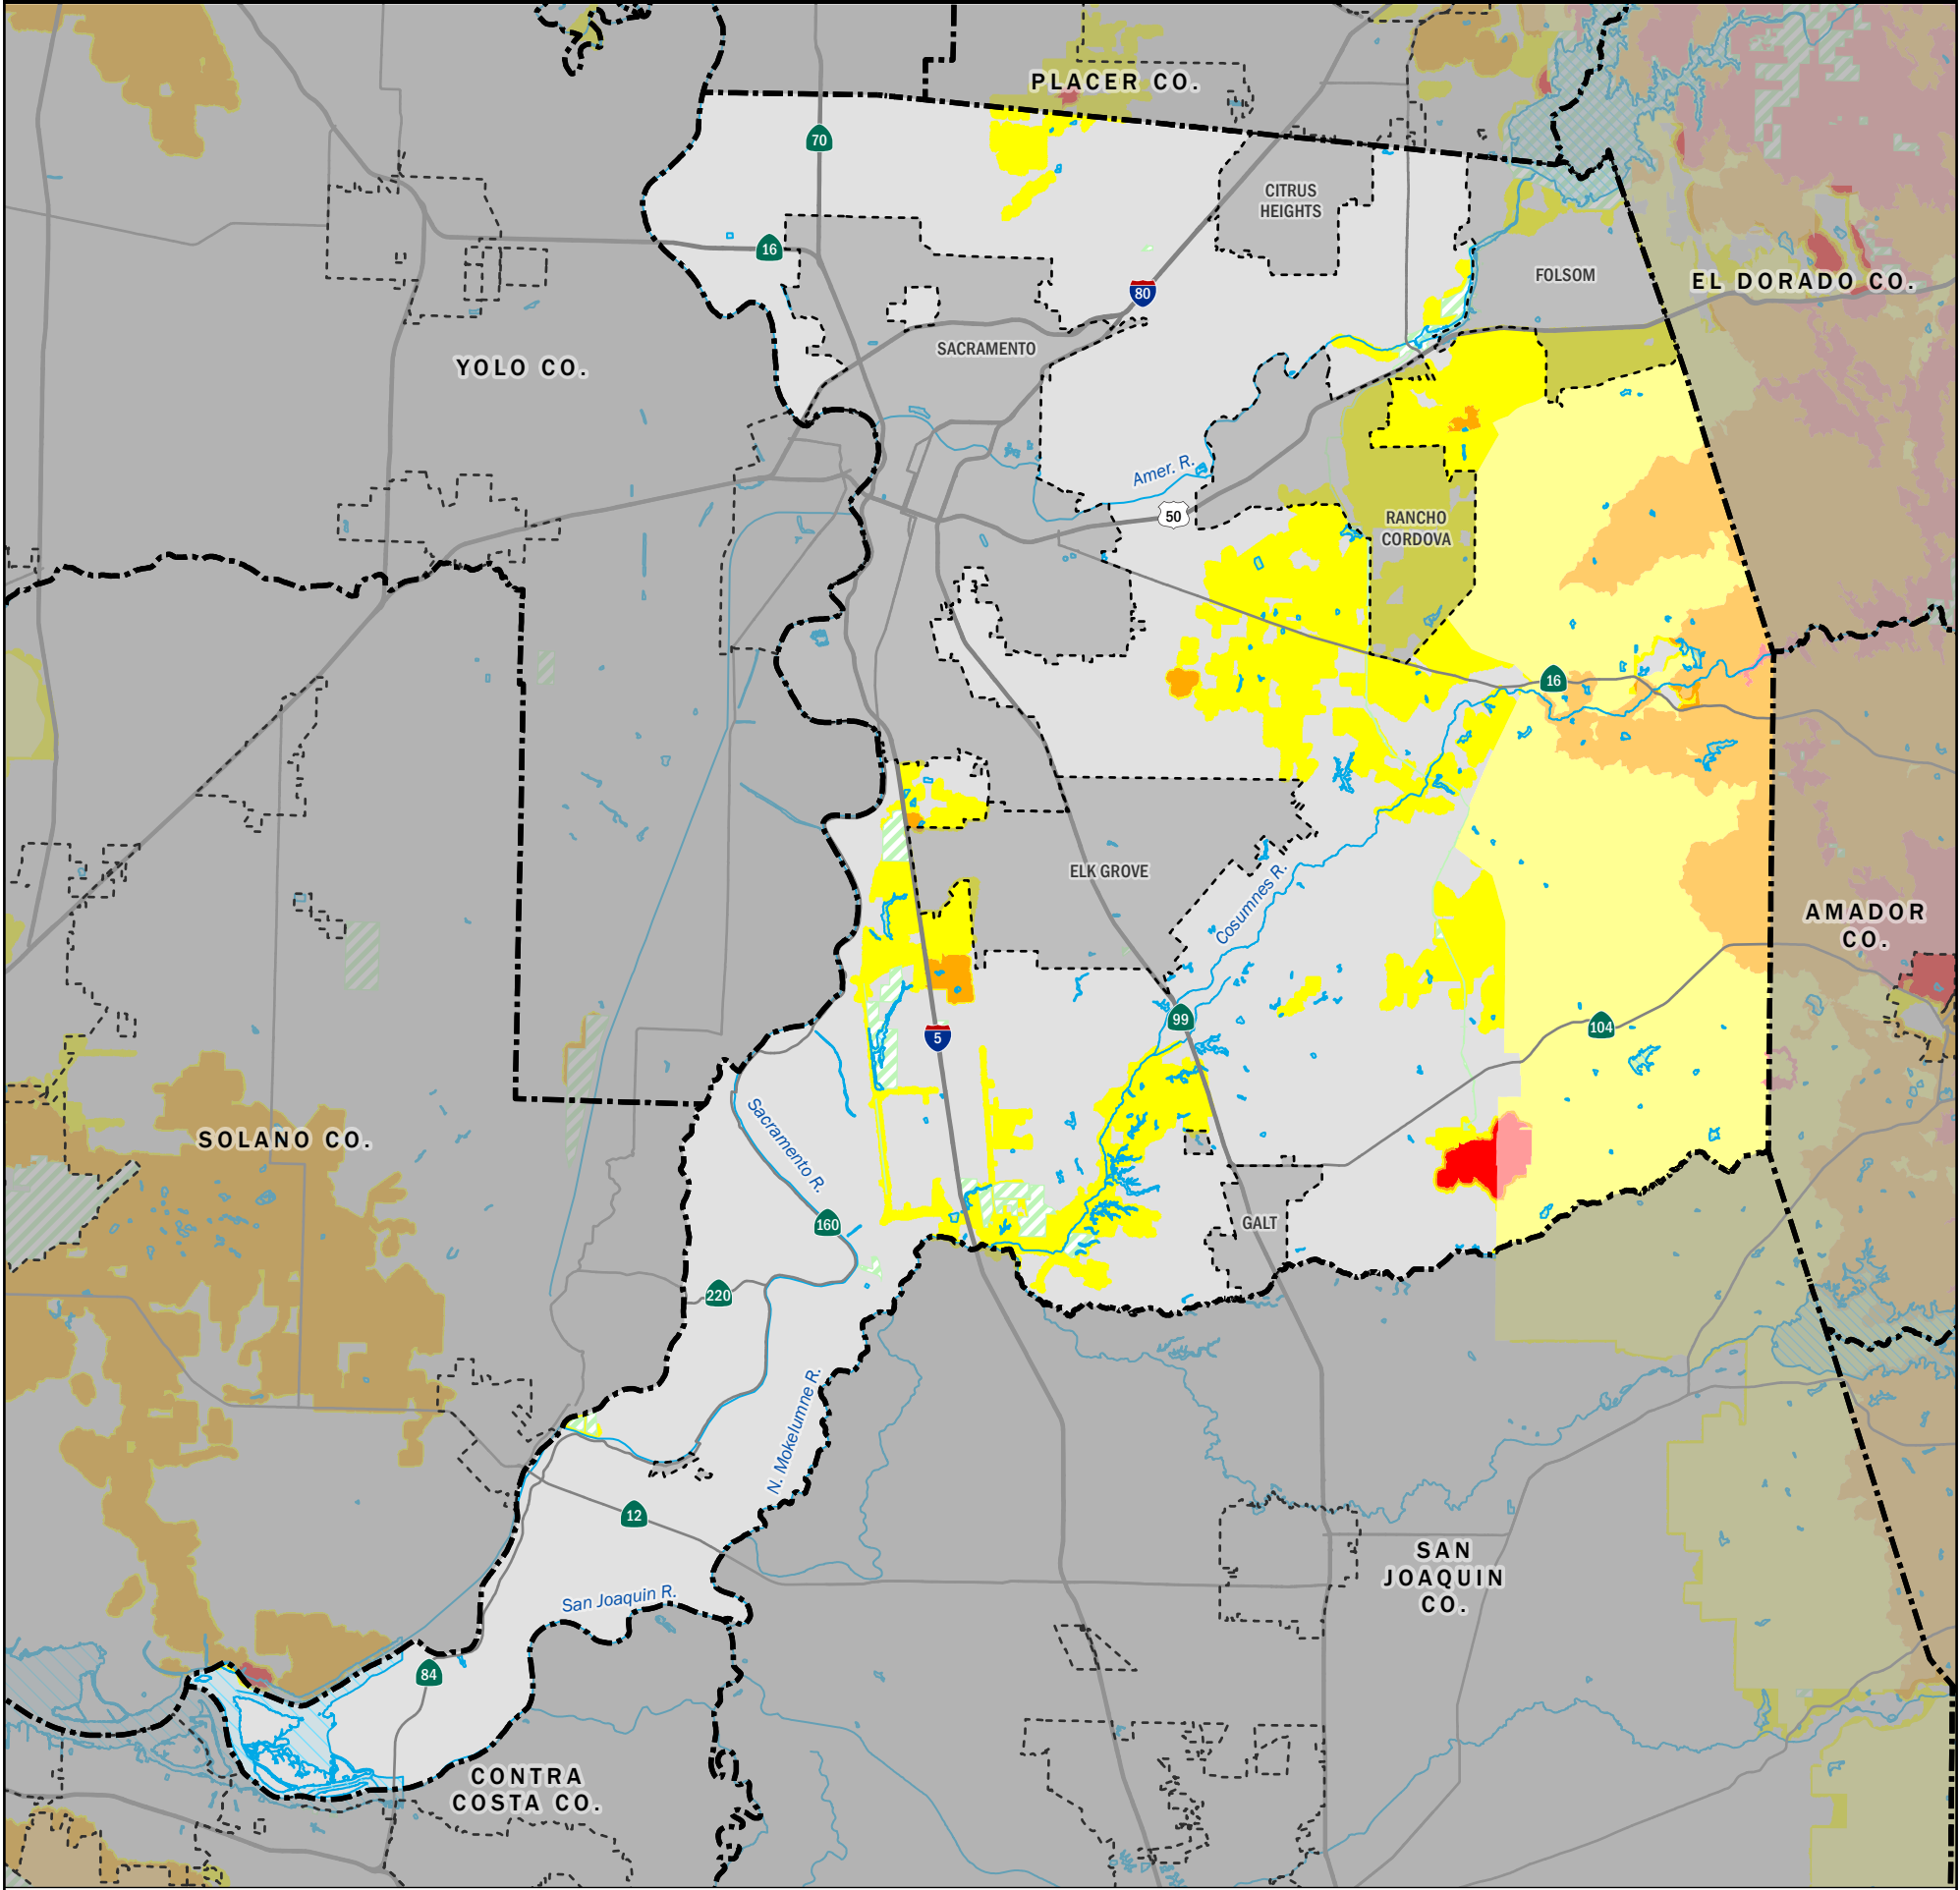 PLACER CO.
70
CITRUS
HEIGHTS
16
FOLSOM
EL DORADO CO.
80
SACRAMENTO
YOLO CO.
Amer. R.
50
RANCHO
CORDOVA
16
ELK GROVE
Cosumnes R.
AMADOR
CO.
99
104
5
SOLANO CO.
Sacramento R.
160
GALT
220
N. Mokelumne R.
12
SAN
JOAQUIN
CO.
San Joaquin R.
84
CONTRA
COSTA CO.